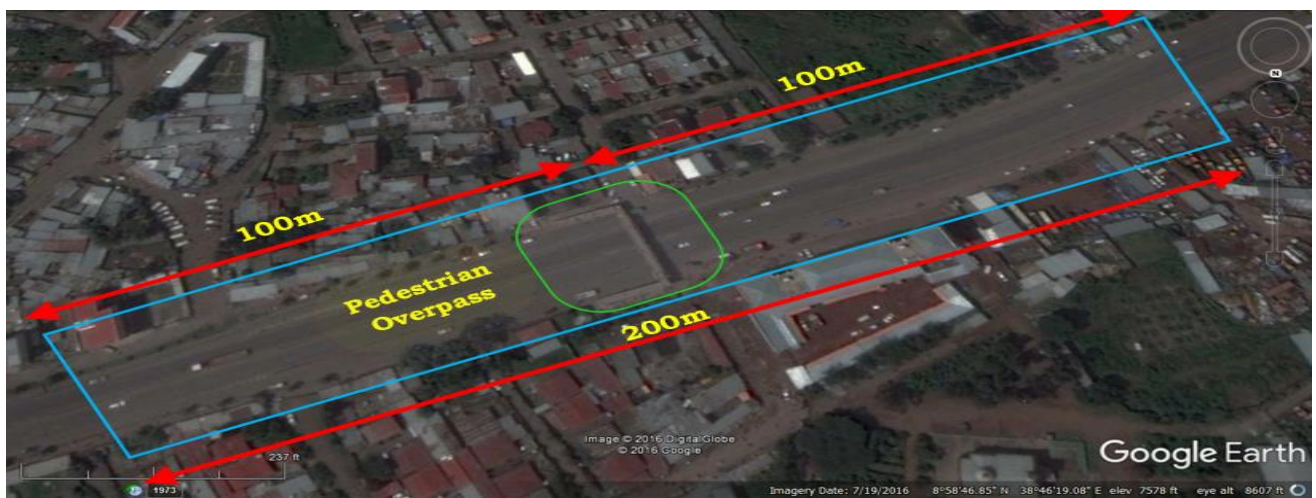 100m
100m
Pedestrian
Overpass
200m
N
Image © 2016 DigitalGlobe
© 2016 Google
Google Earth
237 ft
1973
Imagery Date: 7/19/2016 8°58'46.85" N 38°46'19.08" E elev 7578 ft eye alt 8607 ft